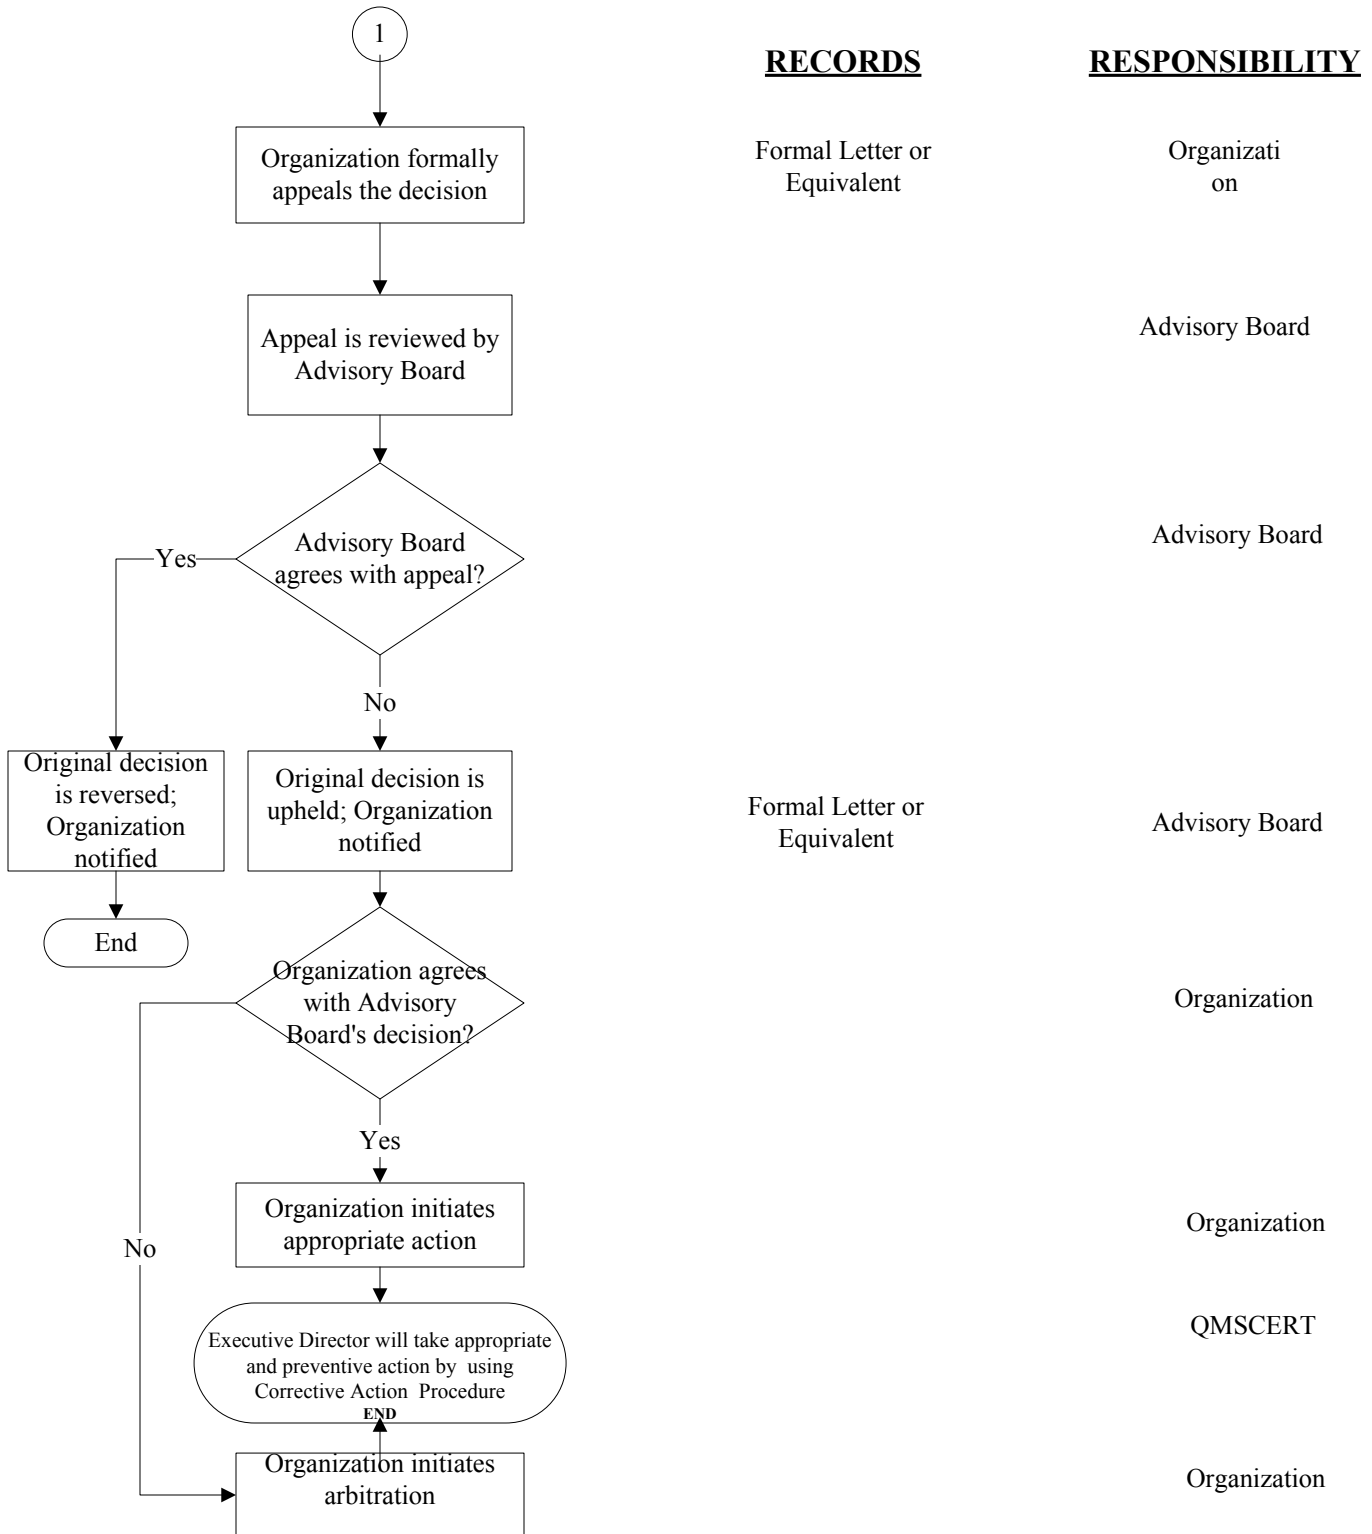 1
RECORDS
RESPONSIBILITY
Organization formally
appeals the decision
Formal Letter or
Equivalent
Organizati
on
Appeal is reviewed by
Advisory Board
Advisory Board
Advisory Board
agrees with appeal?
Advisory Board
Yes
No
Original decision
is reversed;
Organization
notified
Original decision is
upheld; Organization
notified
Formal Letter or
Equivalent
Advisory Board
End
Organization agrees
with Advisory
Board's decision?
Organization
Yes
No
Organization initiates
appropriate action
Organization
Executive Director will take appropriate
and preventive action by using
Corrective Action Procedure
END
QMSCERT
Organization initiates
arbitration
Organization